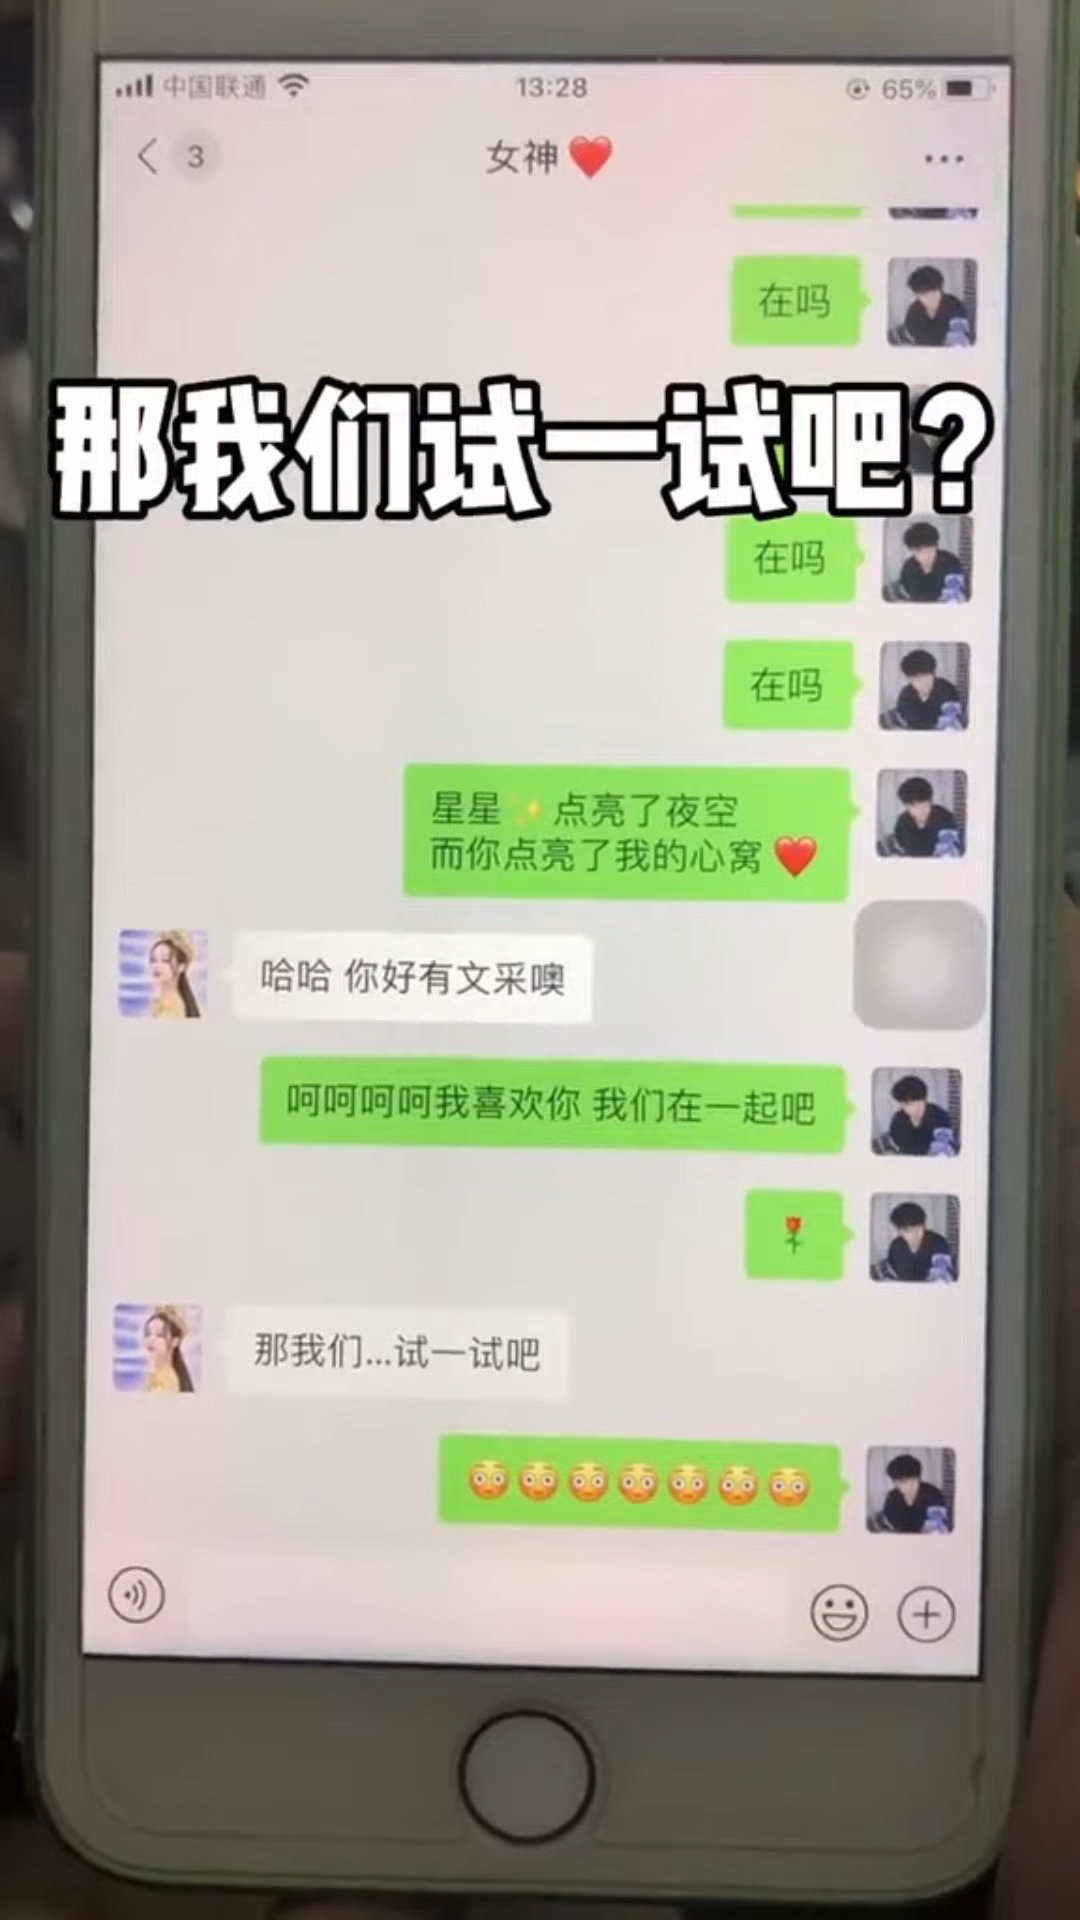 中国联通
13:28
65%
3
女神❤️
在吗
那我们试一试吧?
在吗
在吗
星星✨点亮了夜空
而你点亮了我的心窝❤️
哈哈 你好有文采噢
呵呵呵呵我喜欢你 我们在一起吧
🌹
那我们...试一试吧
😳😳😳😳😳😳😳